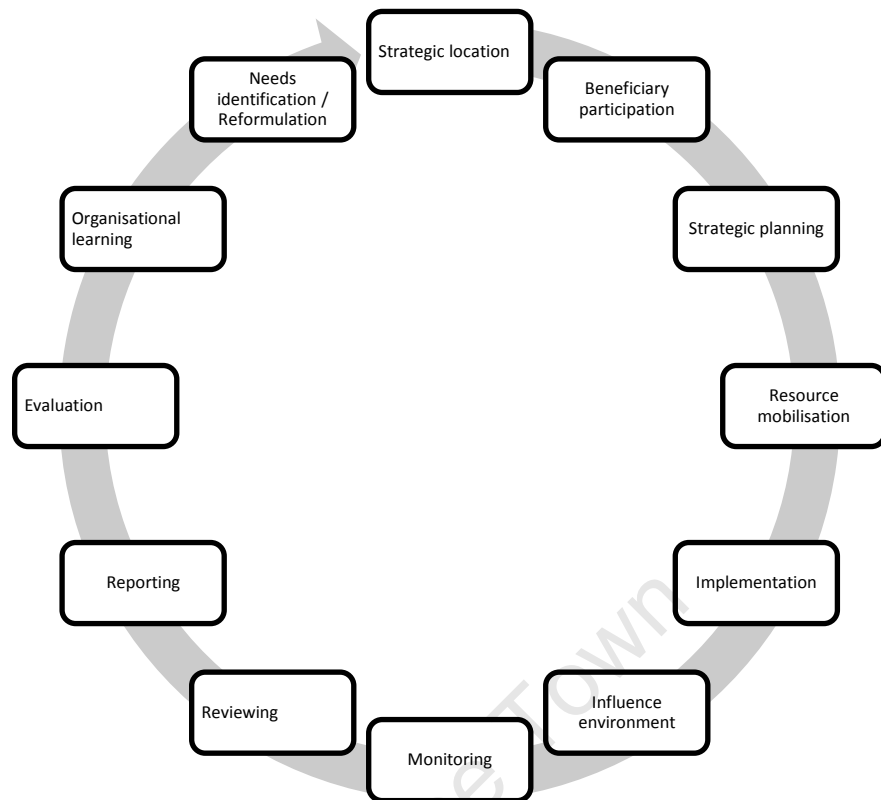 Strategic location
Beneficiary
participation
Strategic planning
Resource
mobilisation
Implementation
Influence
environment
Monitoring
Reviewing
Reporting
Evaluation
Organisational
learning
Needs
identification /
Reformulation
Town